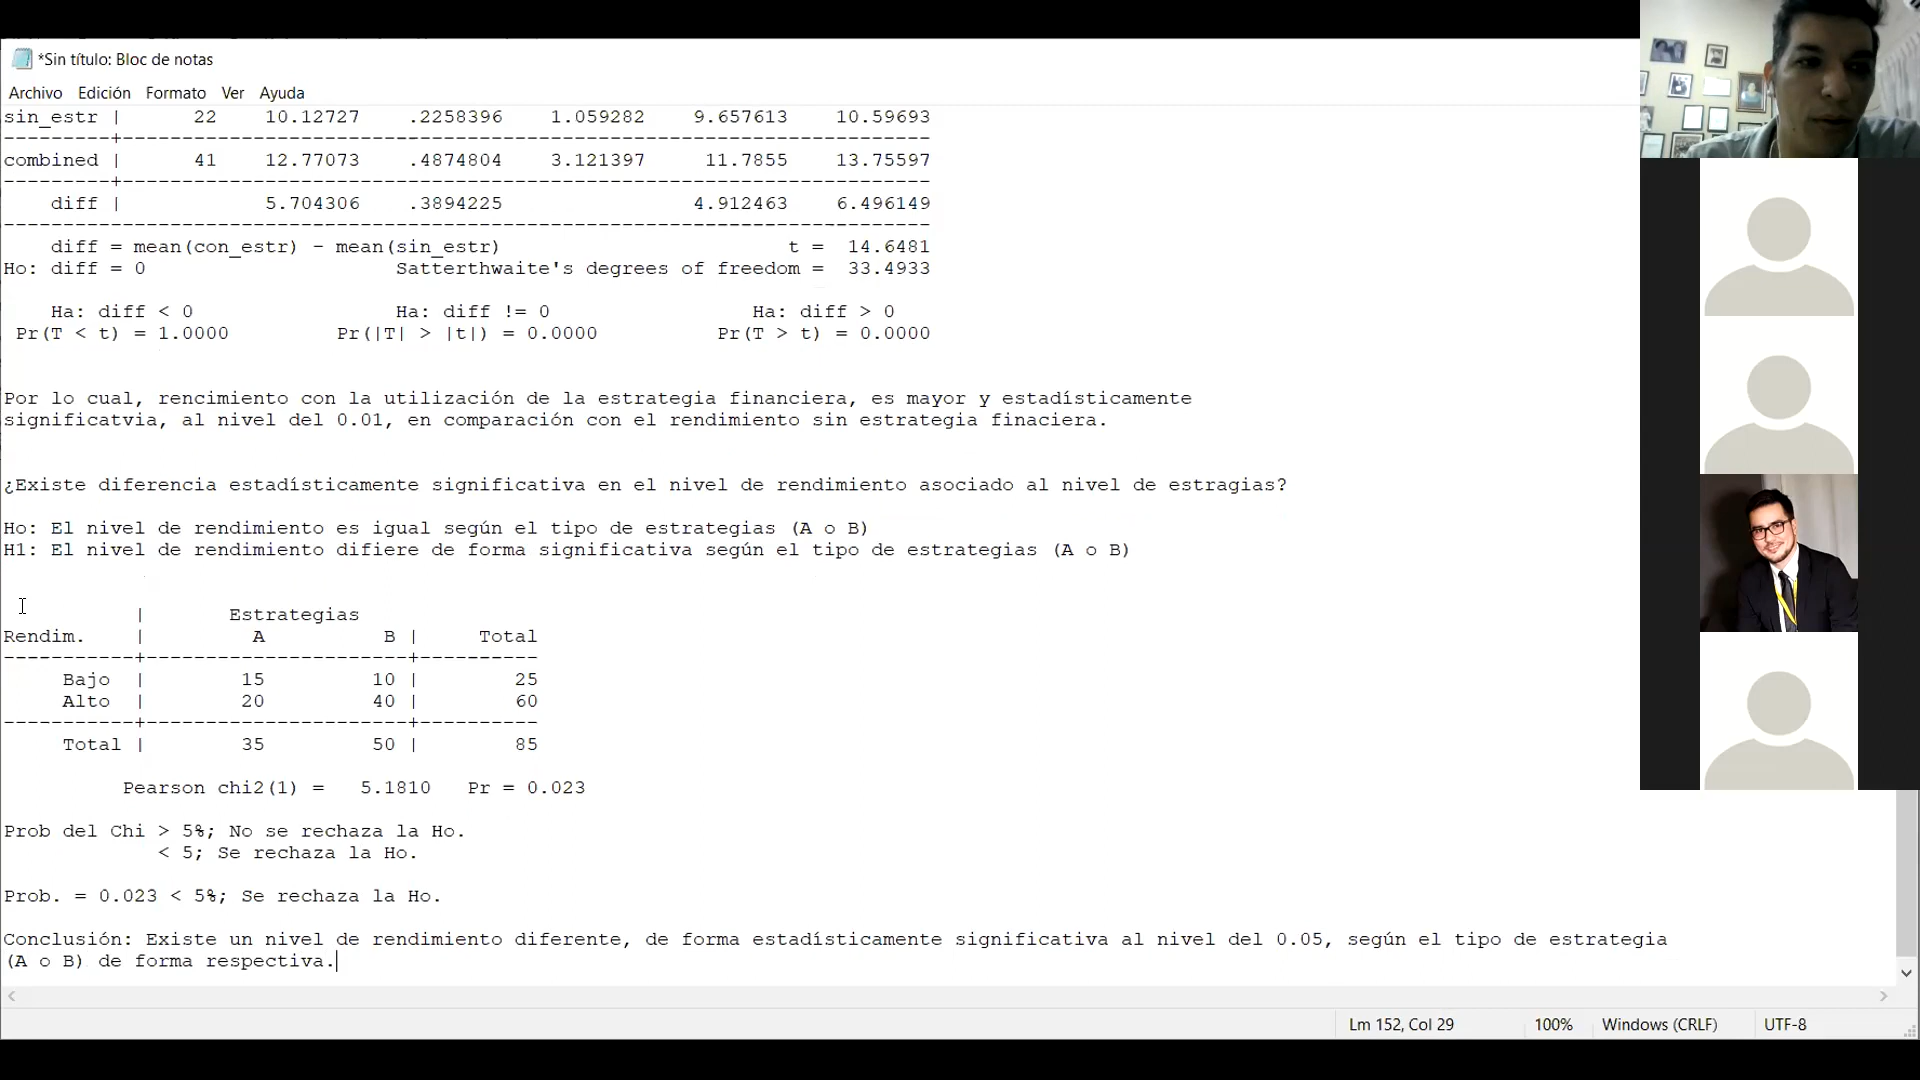 *Sin título: Bloc de notas
Archivo Edición Formato Ver Ayuda
sin_estr | 22 10.12727 .2258396 1.059282 9.657613 10.59693
---------+--------------------------------------------------------------------
combined | 41 12.77073 .4874804 3.121397 11.7855 13.75597
---------+--------------------------------------------------------------------
diff | 5.704306 .3894225 4.912463 6.496149
------------------------------------------------------------------------------
diff = mean(con_estr) - mean(sin_estr) t = 14.6481
Ho: diff = 0 Satterthwaite's degrees of freedom = 33.4933
Ha: diff < 0 Ha: diff != 0 Ha: diff > 0
Pr(T < t) = 1.0000 Pr(|T| > |t|) = 0.0000 Pr(T > t) = 0.0000
Por lo cual, rencimiento con la utilización de la estrategia financiera, es mayor y estadísticamente
significatvia, al nivel del 0.01, en comparación con el rendimiento sin estrategia finaciera.
¿Existe diferencia estadísticamente significativa en el nivel de rendimiento asociado al nivel de estragias?
Ho: El nivel de rendimiento es igual según el tipo de estrategias (A o B)
H1: El nivel de rendimiento difiere de forma significativa según el tipo de estrategias (A o B)
| Estrategias
Rendim. | A B | Total
-----------+----------------------+----------
Bajo | 15 10 | 25
Alto | 20 40 | 60
-----------+----------------------+----------
Total | 35 50 | 85
Pearson chi2(1) = 5.1810 Pr = 0.023
Prob del Chi > 5%; No se rechaza la Ho.
< 5; Se rechaza la Ho.
Prob. = 0.023 < 5%; Se rechaza la Ho.
Conclusión: Existe un nivel de rendimiento diferente, de forma estadísticamente significativa al nivel del 0.05, según el tipo de estrategia
(A o B) de forma respectiva.
Lm 152, Col 29 100% Windows (CRLF) UTF-8